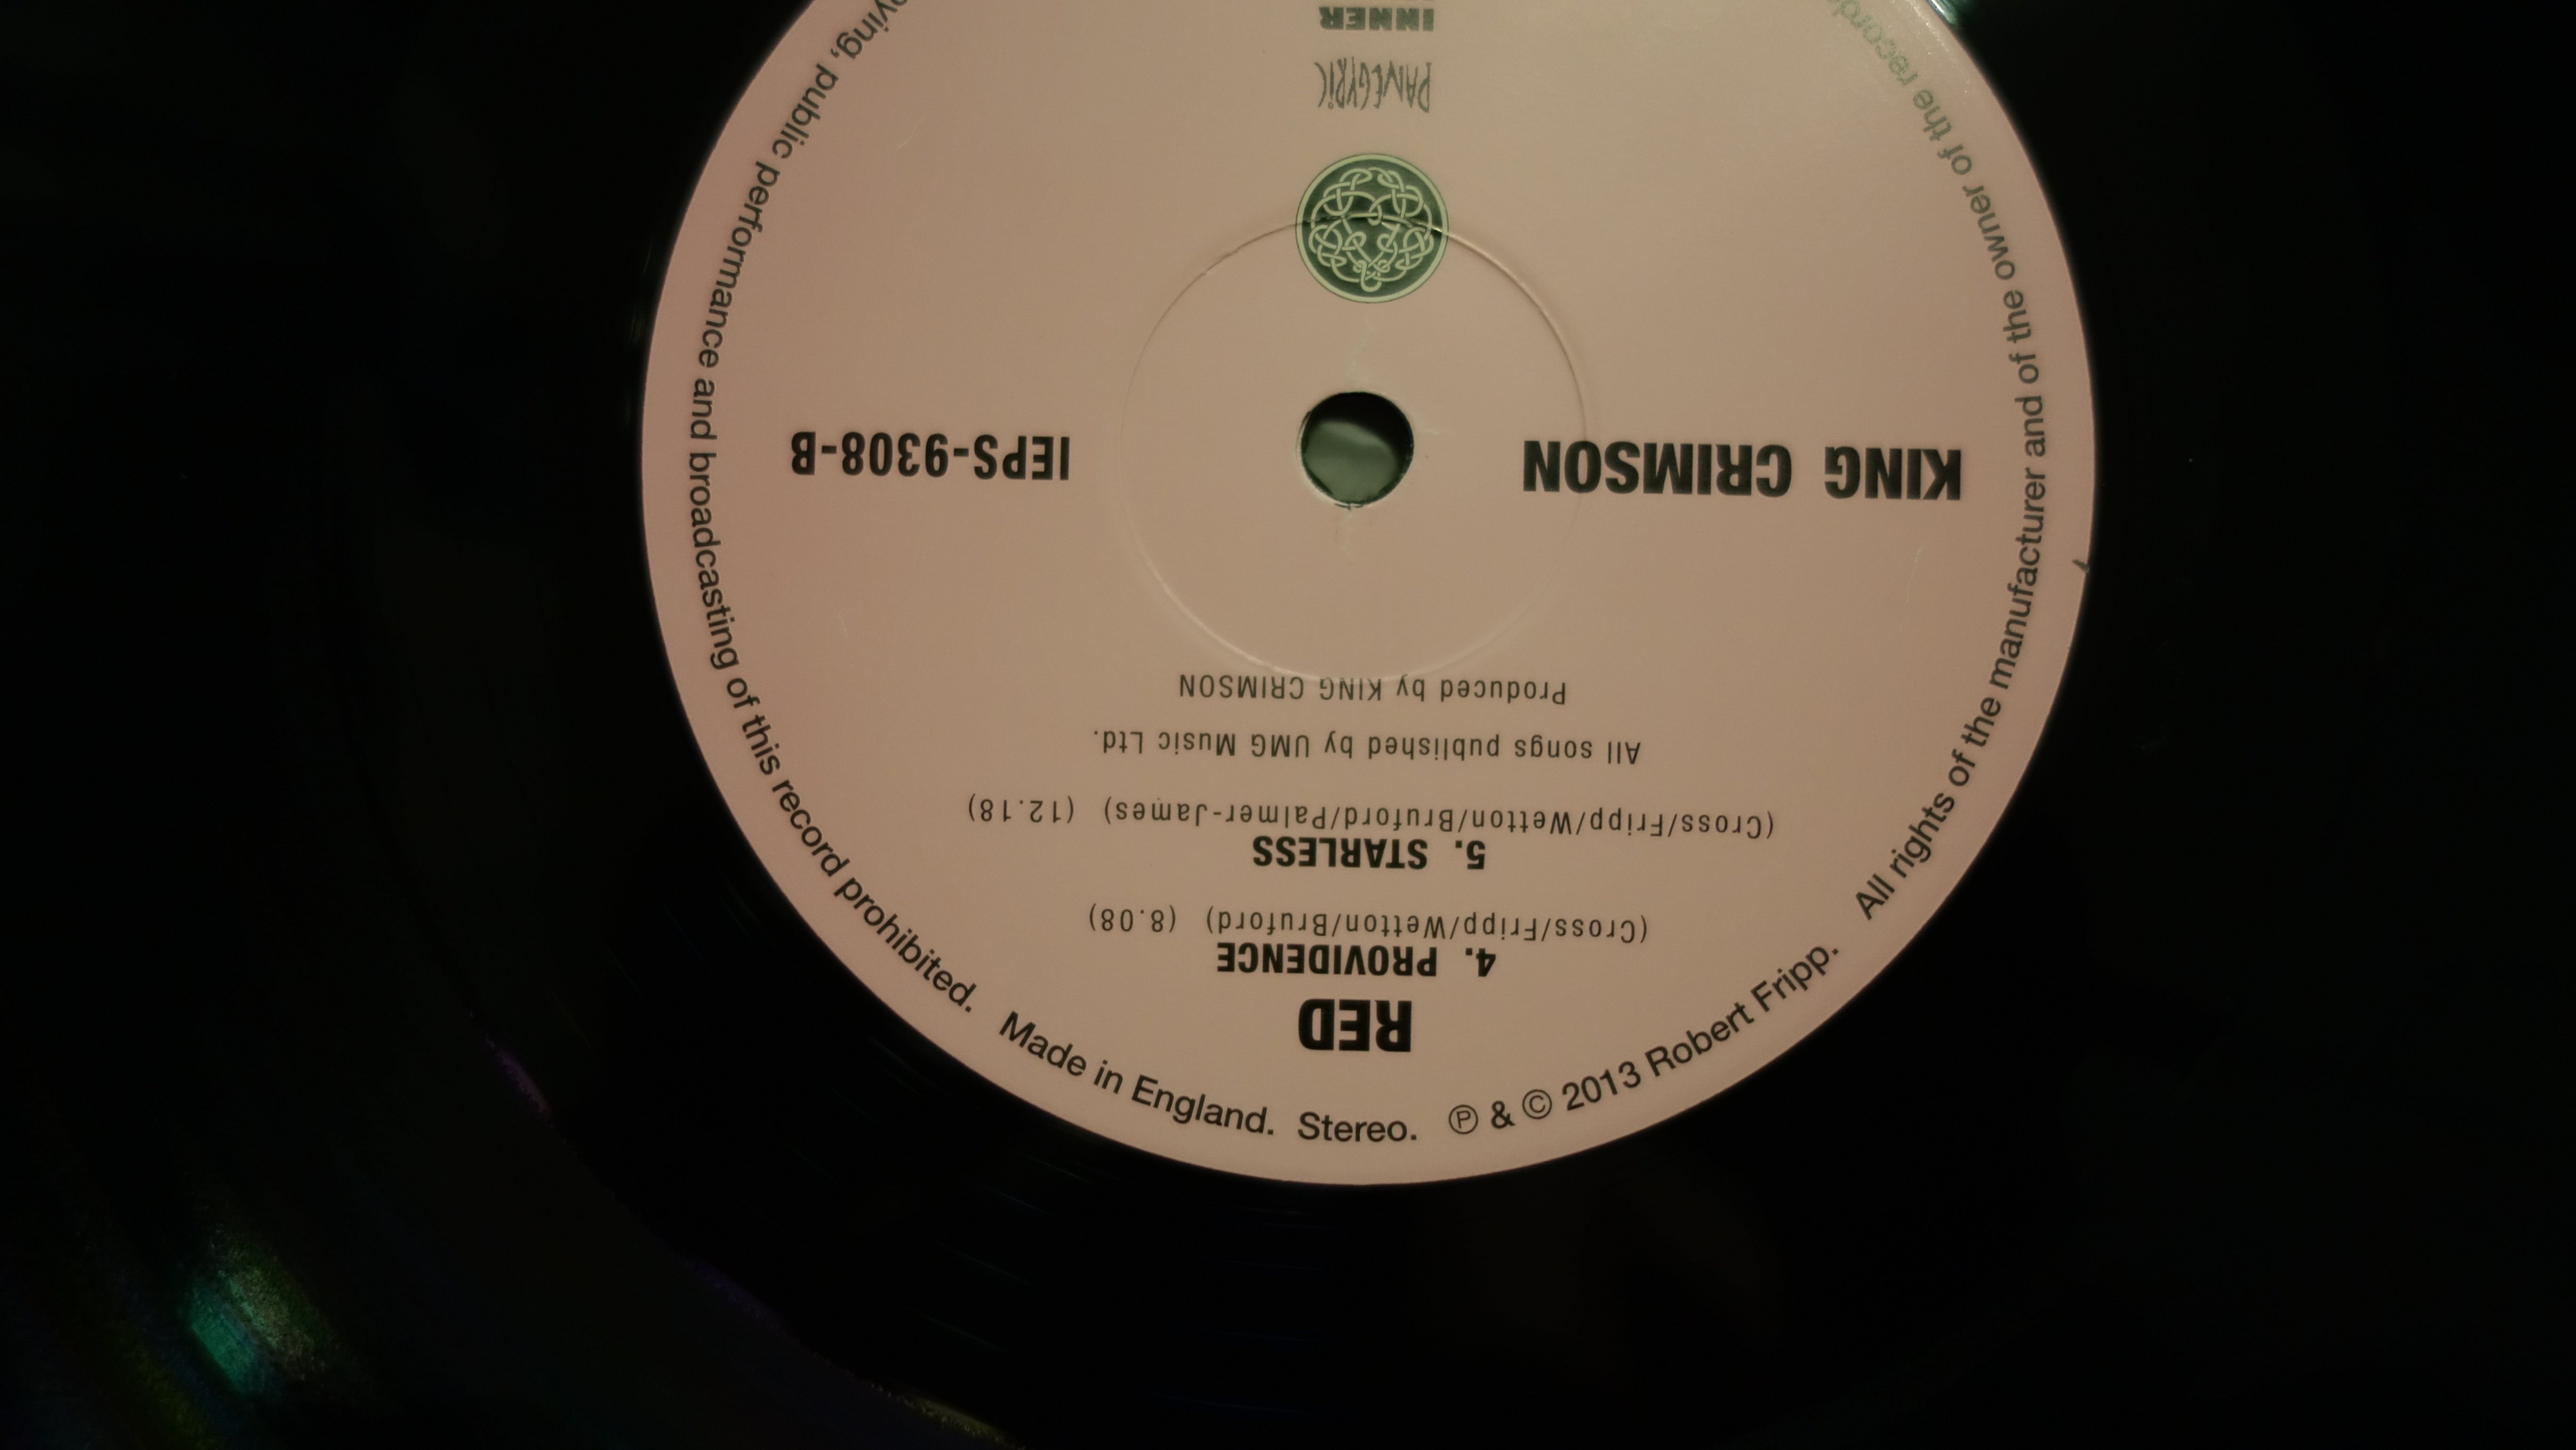 RED
4. PROVIDENCE
(Cross/Fripp/Wetton/Bruford) (8.08)
5. STARLESS
(Cross/Fripp/Wetton/Bruford/Palmer-James) (12.18)
All songs published by UMG Music Ltd.
Produced by KING CRIMSON
KING CRIMSON
IEPS-9308-B
PANEGYRIC
INNER
Ⓟ & © 2013 Robert Fripp. All rights of the manufacturer and of the owner of the
public performance and broadcasting of this record prohibited. Made in England. Stereo.